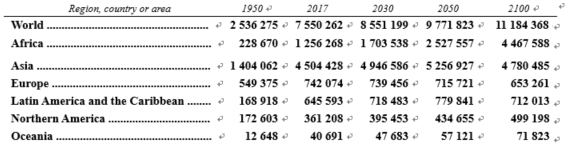 Region, country or area 1950 2017 2030 2050 2100
World ................................................ 2 536 275 7 550 262 8 551 199 9 771 823 11 184 368
Africa ................................................ 228 670 1 256 268 1 703 538 2 527 557 4 467 588
Asia ................................................ 1 404 062 4 504 428 4 946 586 5 256 927 4 780 485
Europe ................................................ 549 375 742 074 739 456 715 721 653 261
Latin America and the Caribbean ........ 168 918 645 593 718 483 779 841 712 013
Northern America ................................ 172 603 361 208 395 453 434 655 499 198
Oceania ................................................ 12 648 40 691 47 683 57 121 71 823